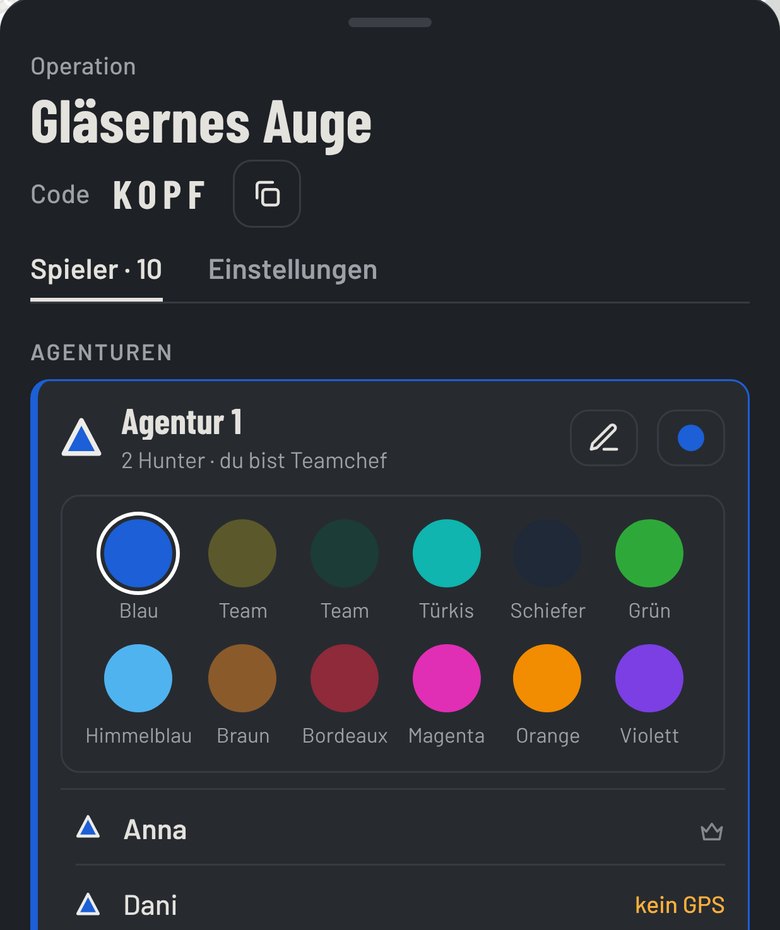 Operation
Gläsernes Auge
Code KOPF
Spieler · 10 Einstellungen
AGENTUREN
Agentur 1
2 Hunter · du bist Teamchef
Blau Team Team Türkis Schiefer Grün
Himmelblau Braun Bordeaux Magenta Orange Violett
Anna
Dani kein GPS